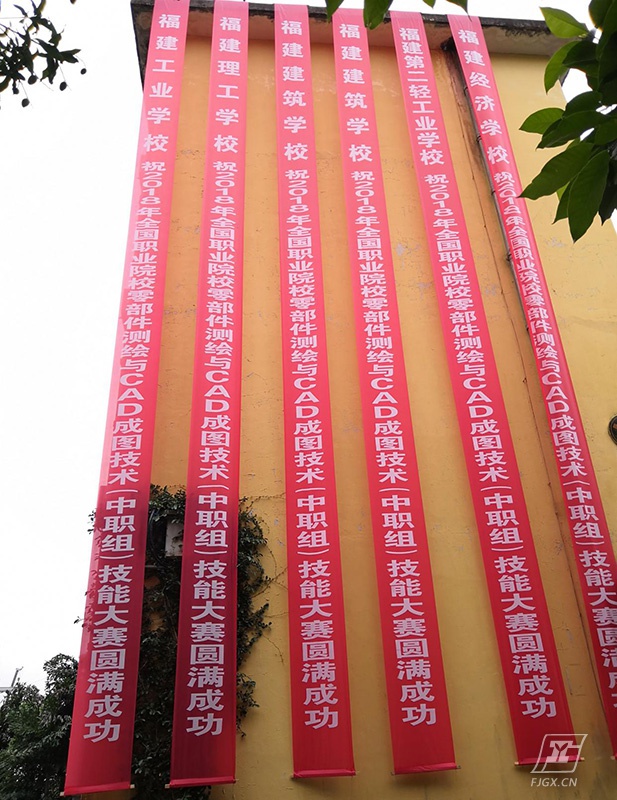 福建工业学校 祝2018年全国职业院校零部件测绘与CAD成图技术(中职组)技能大赛圆满成功
福建理工学校 祝2018年全国职业院校零部件测绘与CAD成图技术(中职组)技能大赛圆满成功
福建建筑学校 祝2018年全国职业院校零部件测绘与CAD成图技术(中职组)技能大赛圆满成功
福建建筑学校 祝2018年全国职业院校零部件测绘与CAD成图技术(中职组)技能大赛圆满成功
福建第二轻工业学校 祝2018年全国职业院校零部件测绘与CAD成图技术(中职组)技能大赛圆满成功
福建经济学校 祝2018年全国职业院校零部件测绘与CAD成图技术(中职组)技能大赛圆满成功
FJGX.CN